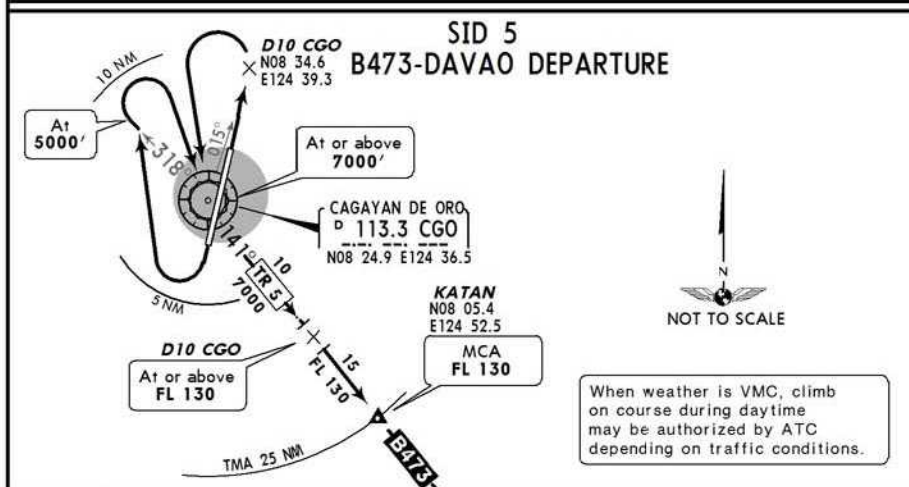 SID 5
B473-DAVAO DEPARTURE
D10 CGO
N08 34.6
E124 39.3
10 NM
At
5000'
318°
015°
At or above
7000'
CAGAYAN DE ORO
D 113.3 CGO
N08 24.9 E124 36.5
141°
10
TR 5
7000
5 NM
KATAN
N08 05.4
E124 52.5
N
NOT TO SCALE
D10 CGO
At or above
FL 130
15
FL 130
MCA
FL 130
When weather is VMC, climb
on course during daytime
may be authorized by ATC
depending on traffic conditions.
TMA 25 NM
B473